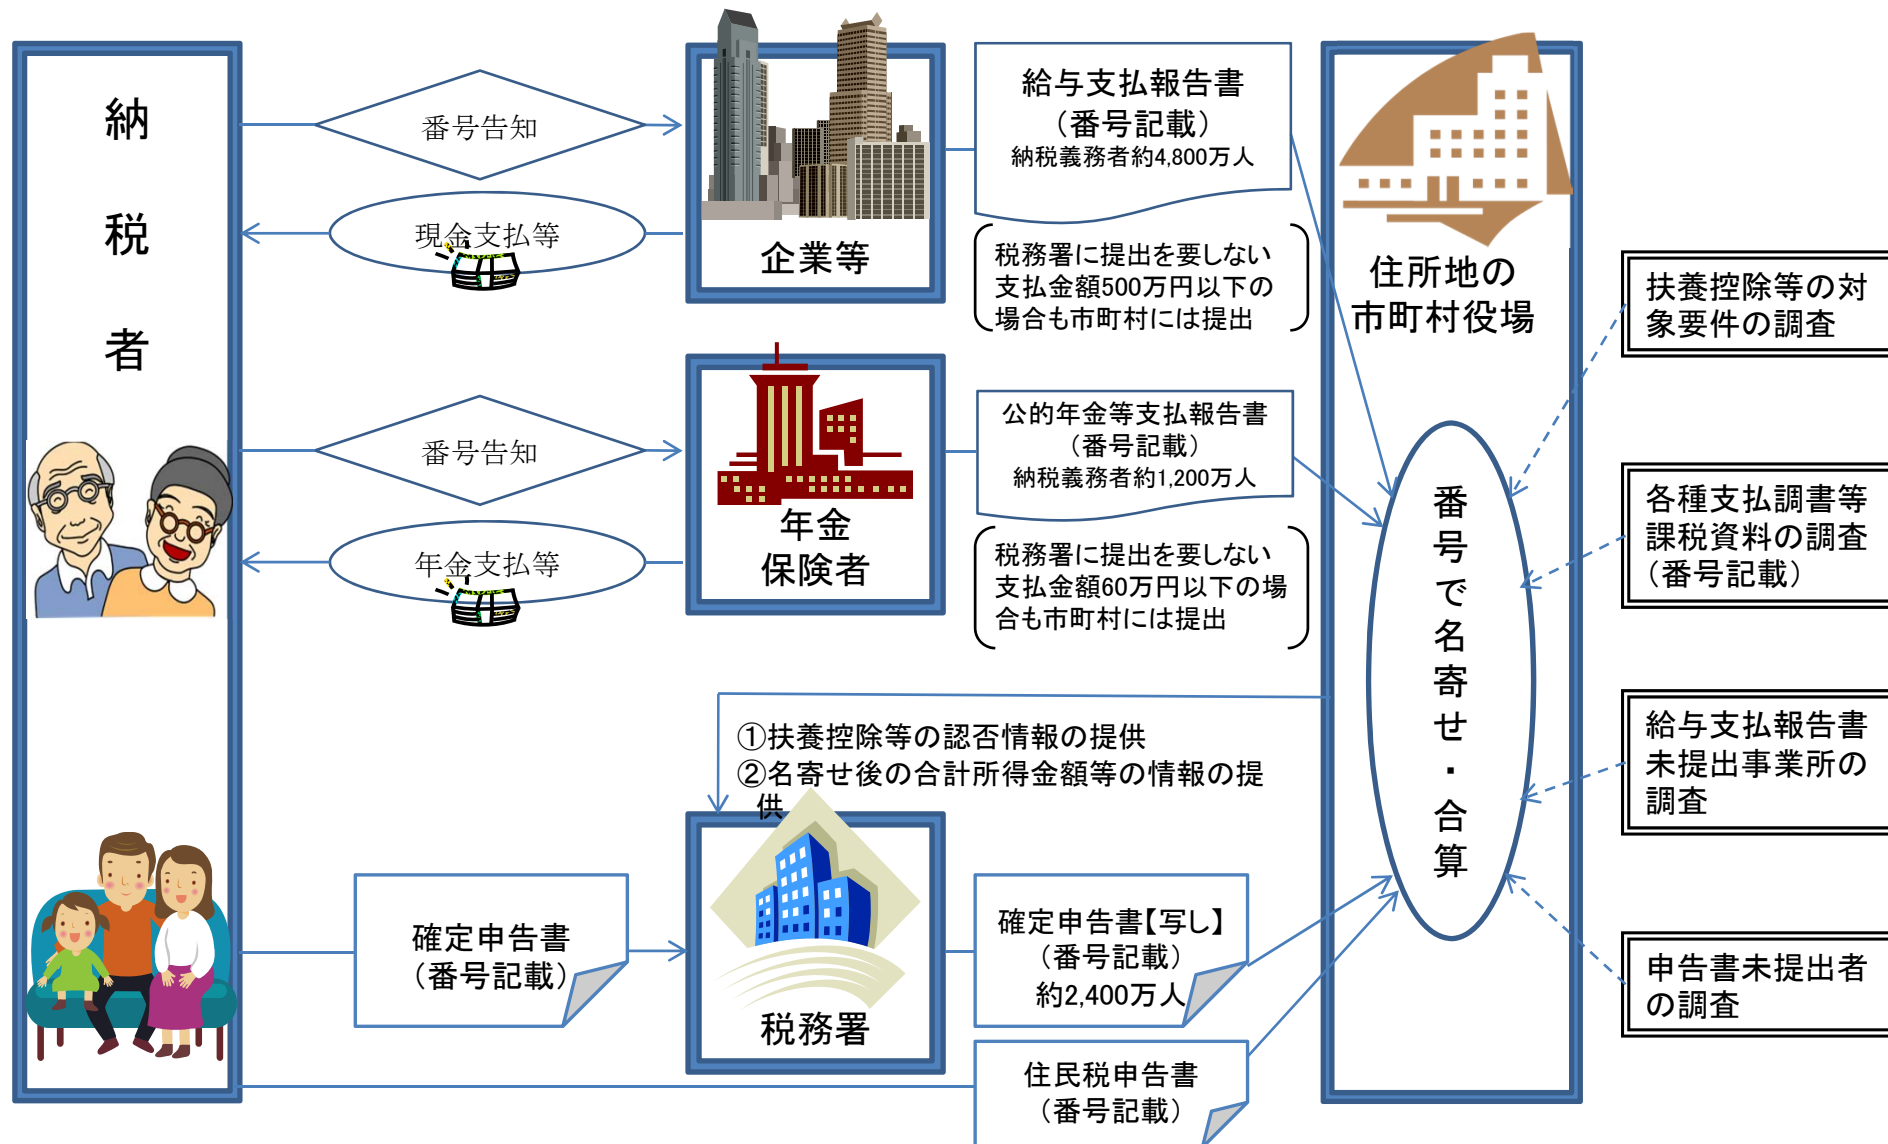 納
税
者
番号告知
現金支払等
企業等
給与支払報告書
（番号記載）
納税義務者約4,800万人
税務署に提出を要しない
支払金額500万円以下の
場合も市町村には提出
番号告知
年金支払等
年金
保険者
公的年金等支払報告書
（番号記載）
納税義務者約1,200万人
税務署に提出を要しない
支払金額60万円以下の場
合も市町村には提出
①扶養控除等の認否情報の提供
②名寄せ後の合計所得金額等の情報の提
供
確定申告書
（番号記載）
税務署
確定申告書【写し】
（番号記載）
約2,400万人
住民税申告書
（番号記載）
住所地の
市町村役場
番号で名寄せ・合算
扶養控除等の対
象要件の調査
各種支払調書等
課税資料の調査
（番号記載）
給与支払報告書
未提出事業所の
調査
申告書未提出者
の調査